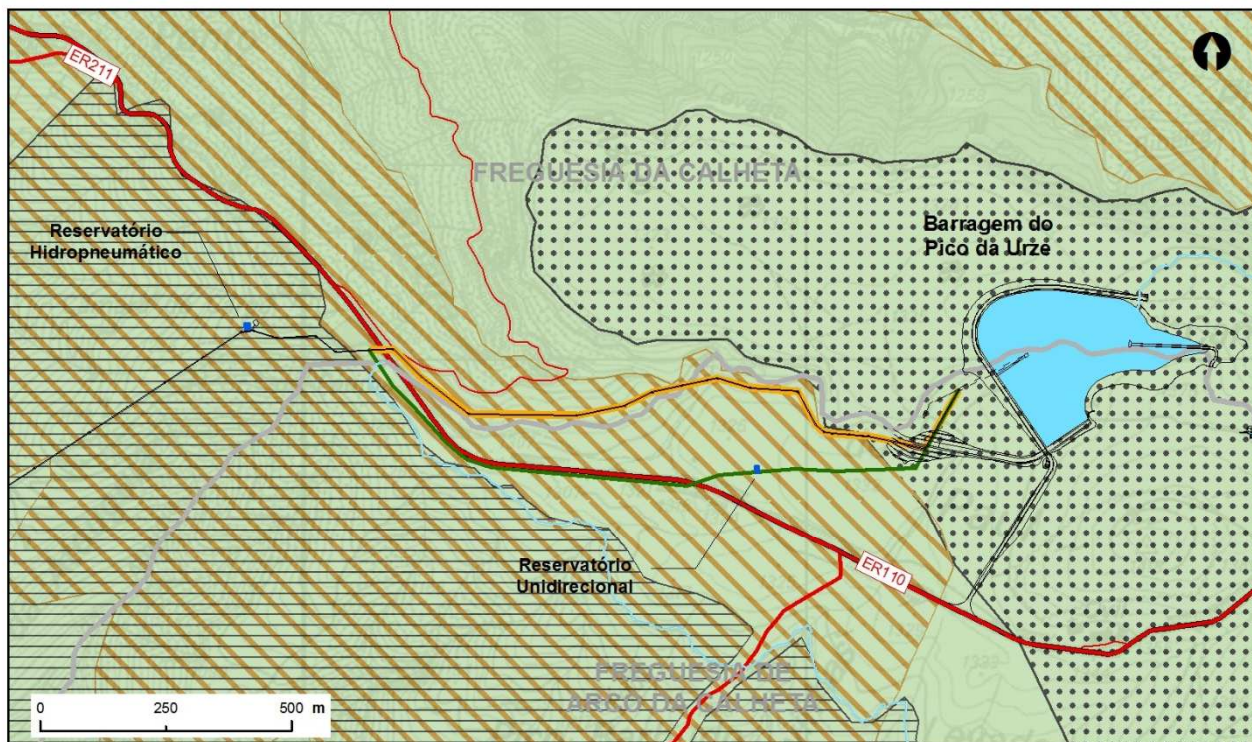 ER211
FREGUESIA DA CALHETA
Reservatório
Hidropneumático
Barragem do
Pico da Urze
Reservatório
Unidirecional
ER110
FREGUESIA DE
ARCO DA CALHETA
0 250 500 m